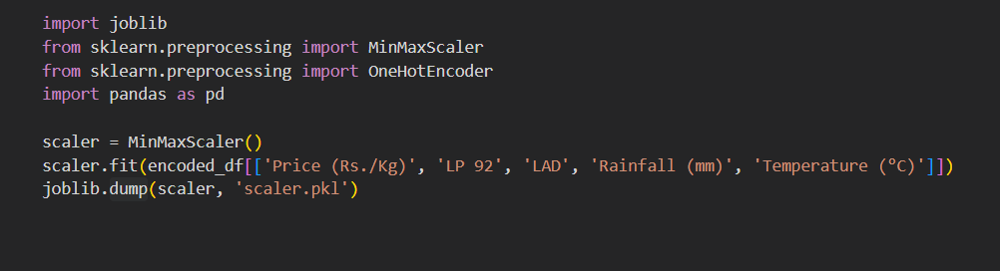 import joblib
from sklearn.preprocessing import MinMaxScaler
from sklearn.preprocessing import OneHotEncoder
import pandas as pd
scaler = MinMaxScaler()
scaler.fit(encoded_df[['Price (Rs./Kg)', 'LP 92', 'LAD', 'Rainfall (mm)', 'Temperature (°C)']])
joblib.dump(scaler, 'scaler.pkl')